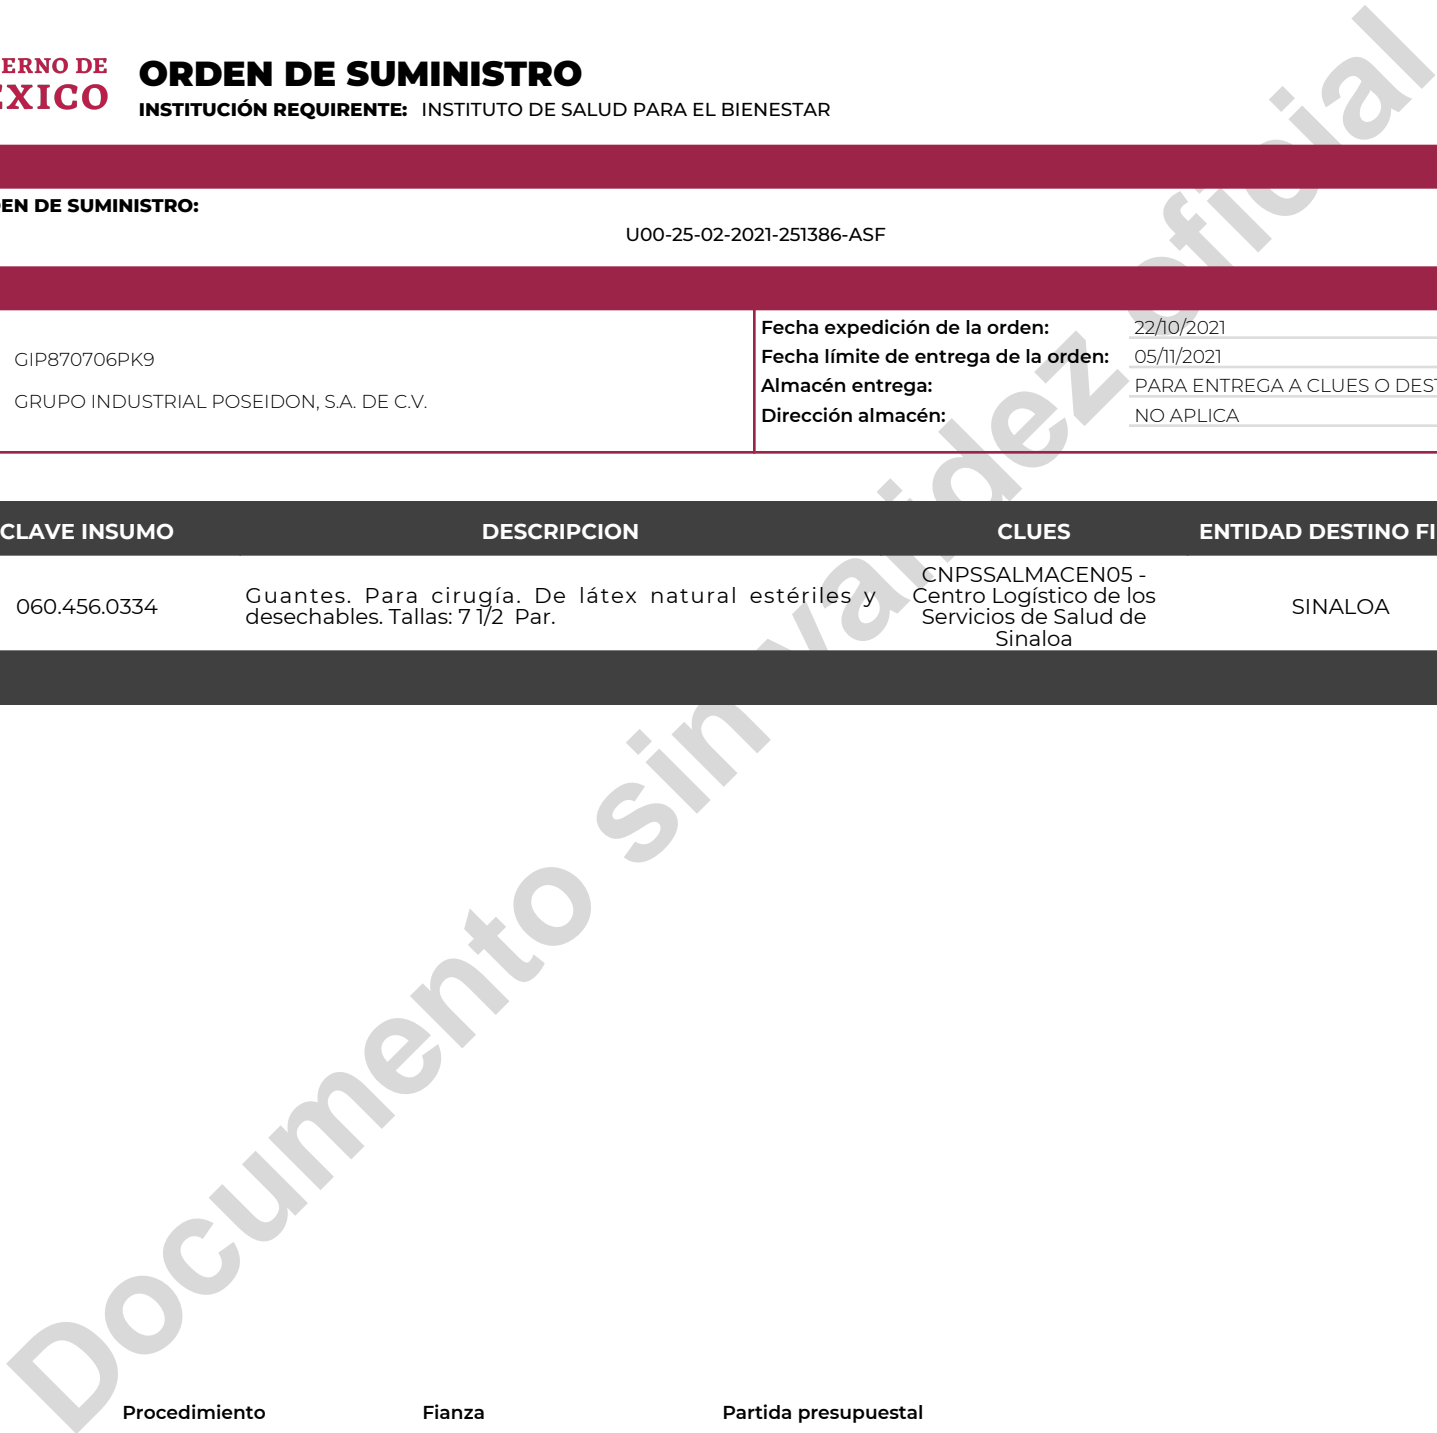 ERNO DE
EXICO
ORDEN DE SUMINISTRO
INSTITUCIÓN REQUIRENTE: INSTITUTO DE SALUD PARA EL BIENESTAR
EN DE SUMINISTRO:
U00-25-02-2021-251386-ASF
GIP870706PK9
GRUPO INDUSTRIAL POSEIDON, S.A. DE C.V.
Fecha expedición de la orden: 22/10/2021
Fecha límite de entrega de la orden: 05/11/2021
Almacén entrega: PARA ENTREGA A CLUES O DEST
Dirección almacén: NO APLICA
CLAVE INSUMO DESCRIPCION CLUES ENTIDAD DESTINO FI
060.456.0334
Guantes. Para cirugía. De látex natural estériles y
desechables. Tallas: 7 1/2 Par.
CNPSSALMACEN05 -
Centro Logístico de los
Servicios de Salud de
Sinaloa
SINALOA
Documento sin validez oficial
Procedimiento Fianza Partida presupuestal